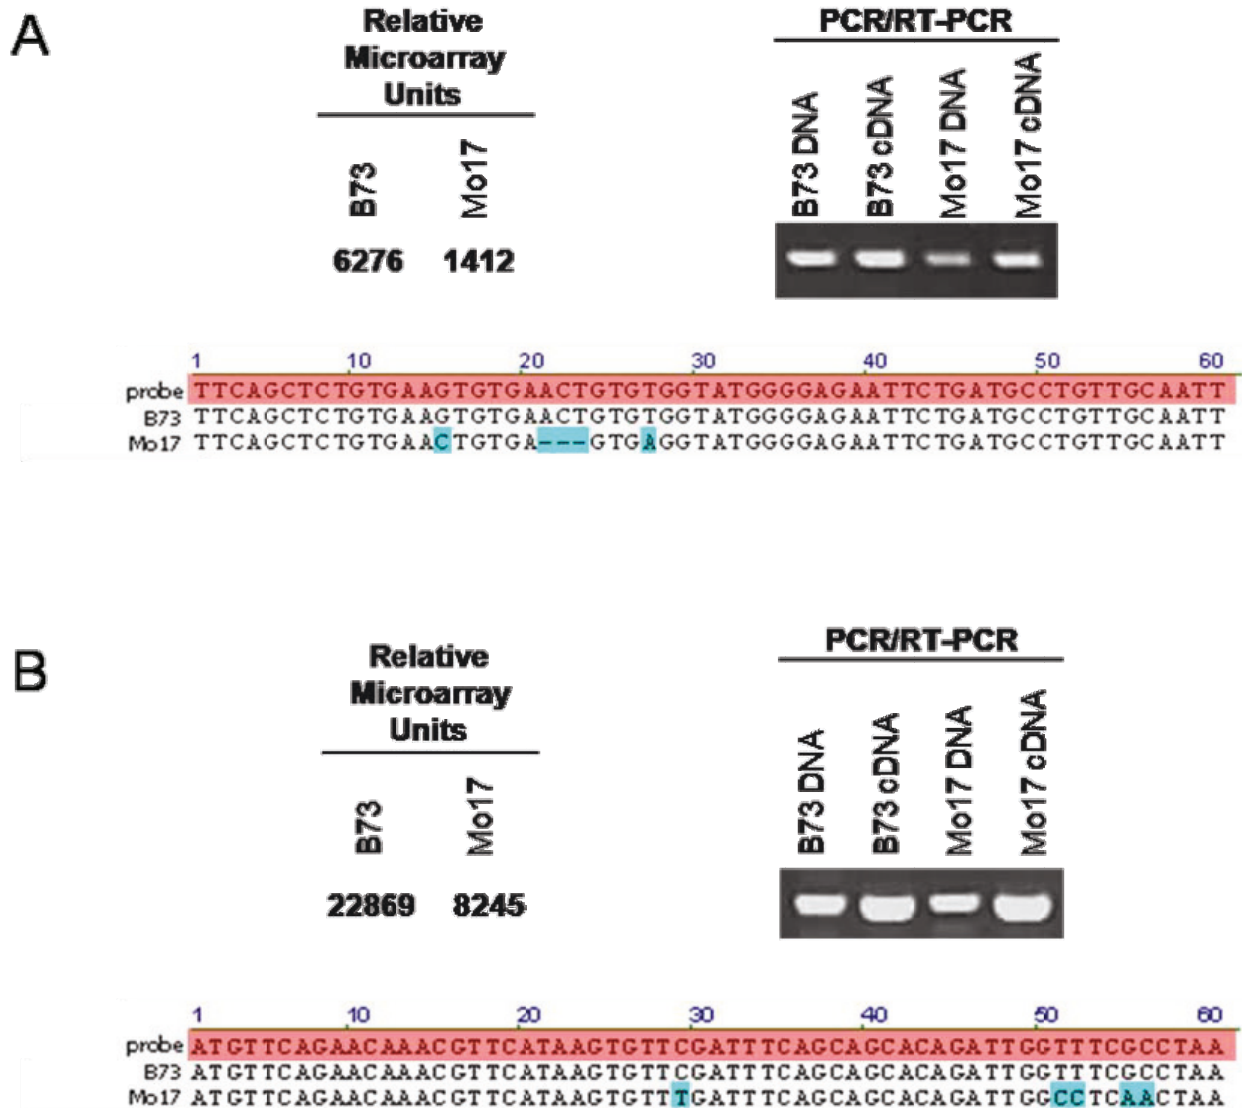 A
Relative
Microarray
Units
B73 Mo17
6276 1412
PCR/RT-PCR
B73 DNA
B73 cDNA
Mo17 DNA
Mo17 cDNA
1 10 20 30 40 50 60
probe TTCAGCTCTGTGAAGTGTGAACTGTGTGGTATGGGGAGAATTCTGATGCCTGTTGCAATT
B73 TTCAGCTCTGTGAAGTGTGAACTGTGTGGTATGGGGAGAATTCTGATGCCTGTTGCAATT
Mo17 TTCAGCTCTGTGAACTGTGA---GTGAGGTATGGGGAGAATTCTGATGCCTGTTGCAATT
B
Relative
Microarray
Units
B73 Mo17
22869 8245
PCR/RT-PCR
B73 DNA
B73 cDNA
Mo17 DNA
Mo17 cDNA
1 10 20 30 40 50 60
probe ATGTTCAGAACAAACGTTCATAAGTGTTCGATTTCAGCAGCACAGATTGGTTTCGCCTAA
B73 ATGTTCAGAACAAACGTTCATAAGTGTTCGATTTCAGCAGCACAGATTGGTTTCGCCTAA
Mo17 ATGTTCAGAACAAACGTTCATAAGTGTTTGATTTCAGCAGCACAGATTGGCCTCAACTAA